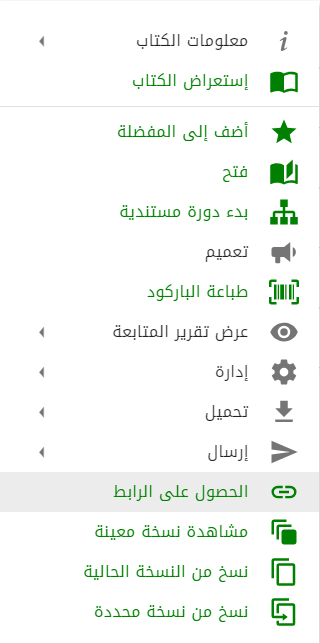 معلومات الكتاب
إستعراض الكتاب
أضف إلى المفضلة
فتح
بدء دورة مستندية
تعميم
طباعة الباركود
عرض تقرير المتابعة
إدارة
تحميل
إرسال
الحصول على الرابط
مشاهدة نسخة معينة
نسخ من النسخة الحالية
نسخ من نسخة محددة